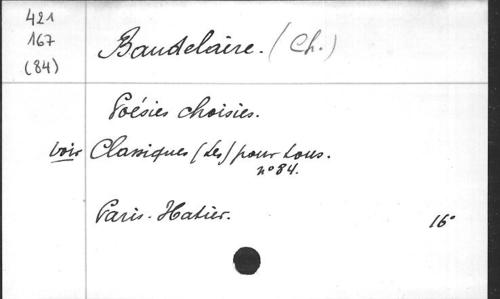 421
167
(84)
Baudelaire. (Ch.)
Poésies choisies.
voir Classiques (Les) pour tous.
n° 84.
Paris. Hatier.
16°